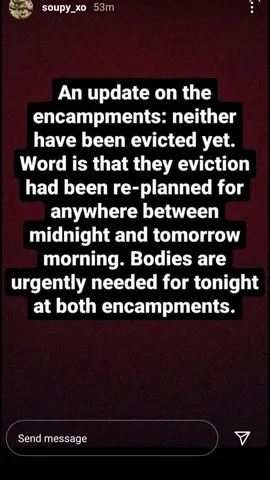 soupy_xo 53m
An update on the
encampments: neither
have been evicted yet.
Word is that they eviction
had been re-planned for
anywhere between
midnight and tomorrow
morning. Bodies are
urgently needed for tonight
at both encampments.
Send message